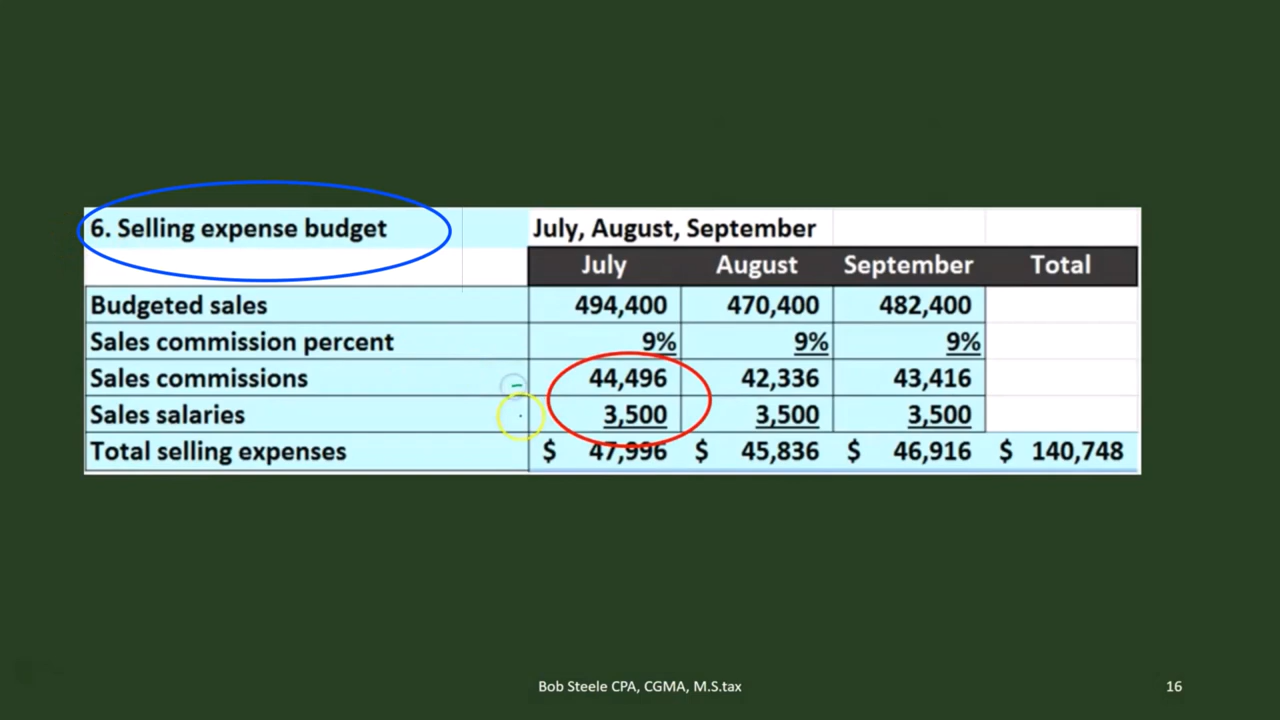 6. Selling expense budget July, August, September
July August September Total
Budgeted sales 494,400 470,400 482,400
Sales commission percent 9% 9% 9%
Sales commissions 44,496 42,336 43,416
Sales salaries 3,500 3,500 3,500
Total selling expenses $ 47,996 $ 45,836 $ 46,916 $ 140,748
Bob Steele CPA, CGMA, M.S.tax 16